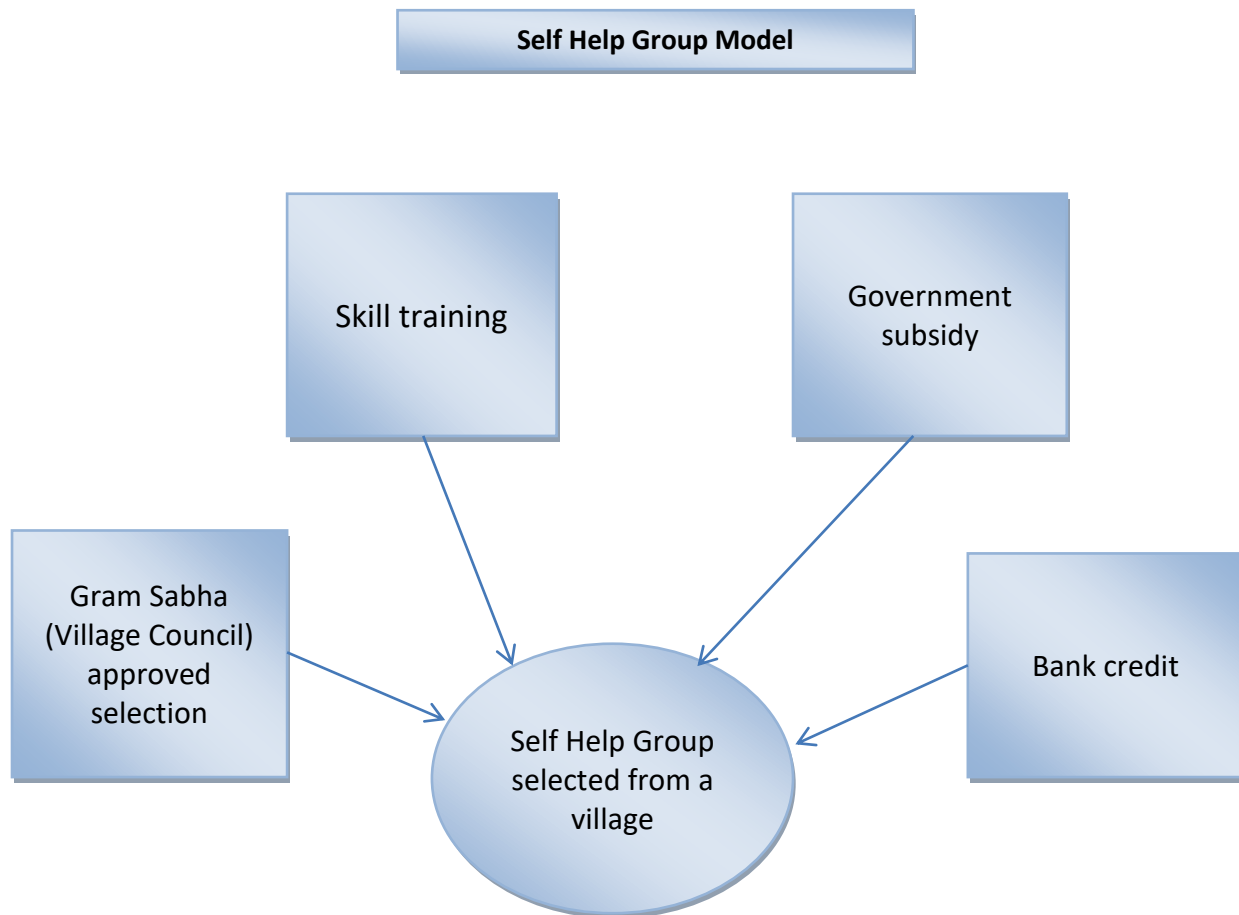 Self Help Group Model
Skill training
Government
subsidy
Gram Sabha
(Village Council)
approved
selection
Bank credit
Self Help Group
selected from a
village